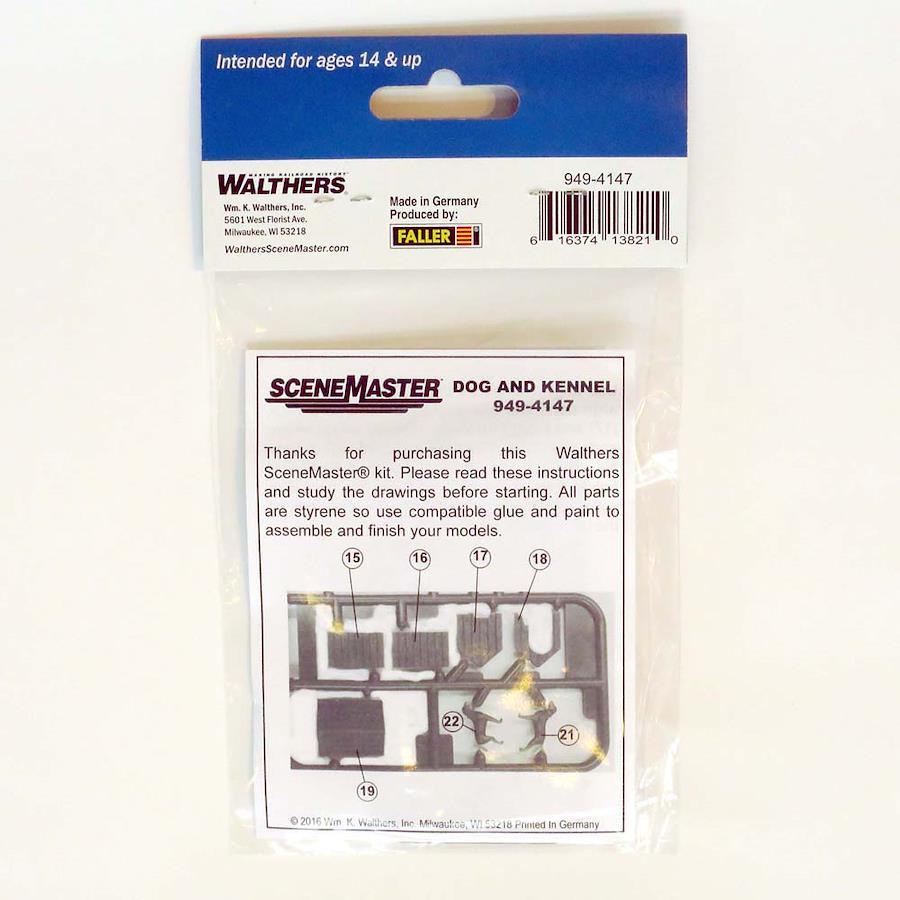 Intended for ages 14 & up
MAKING RAILROAD HISTORY
WALTHERS
Wm. K. Walthers, Inc.
5601 West Florist Ave.
Milwaukee, WI 53218
WalthersSceneMaster.com
Made in Germany
Produced by:
FALLER
949-4147
6 16374 13821 0
SCENEMASTER
DOG AND KENNEL
949-4147
Thanks for purchasing this Walthers
SceneMaster® kit. Please read these instructions
and study the drawings before starting. All parts
are styrene so use compatible glue and paint to
assemble and finish your models.
15 16 17 18
22 21
19
© 2016 Wm. K. Walthers, Inc. Milwaukee, WI 53218 Printed In Germany